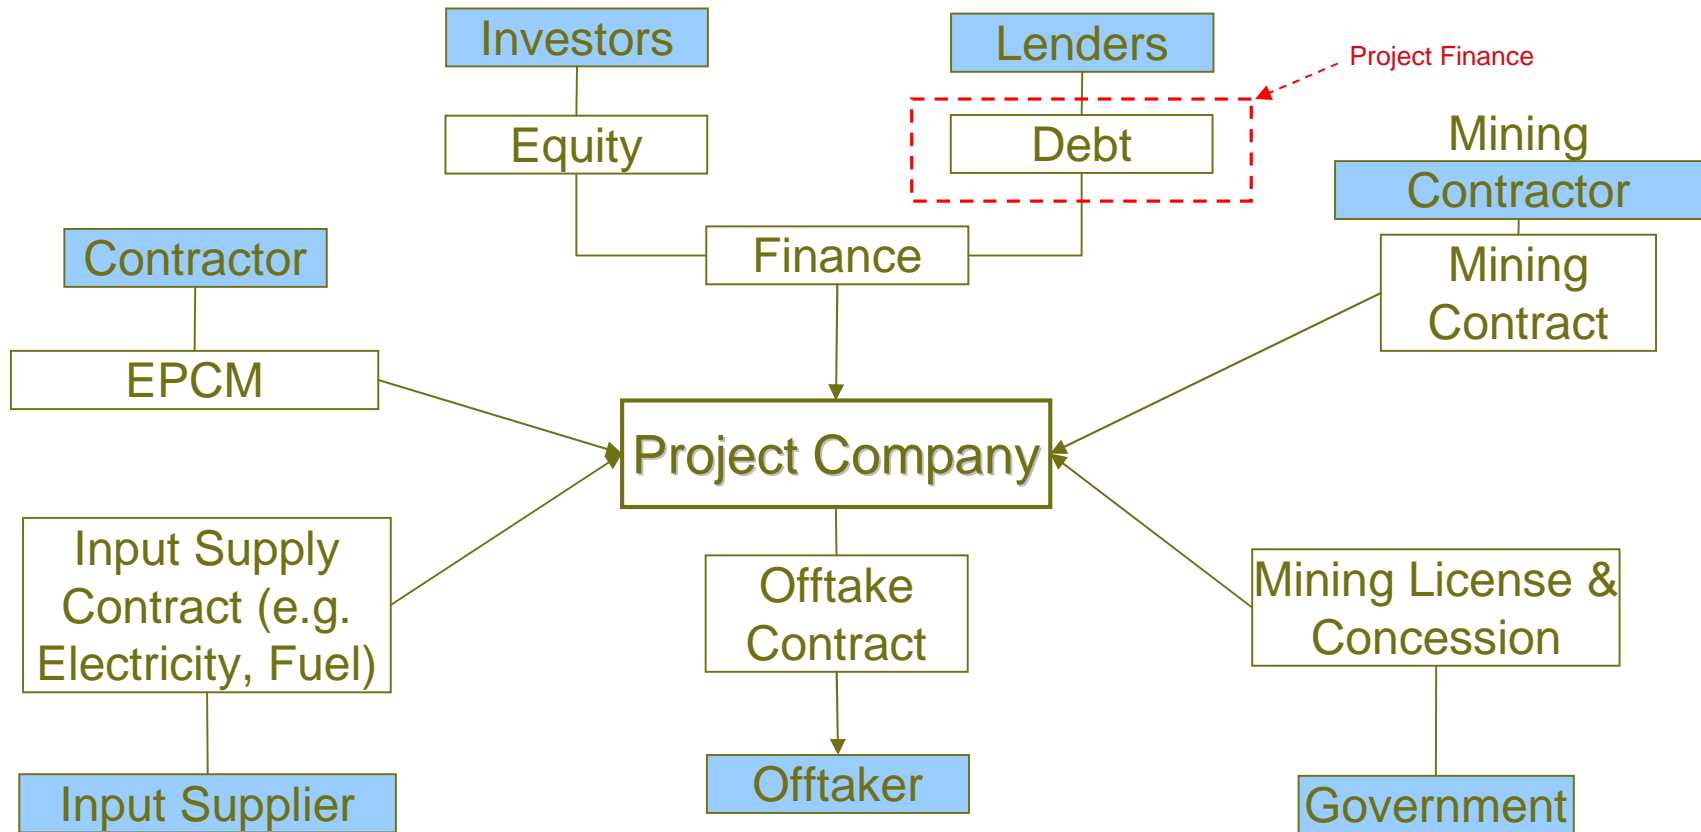 Investors
Lenders
Project Finance
Equity
Debt
Mining
Contractor
Contractor
Finance
Mining
Contract
EPCM
Project Company
Input Supply
Contract (e.g.
Electricity, Fuel)
Offtake
Contract
Mining License &
Concession
Input Supplier
Offtaker
Government